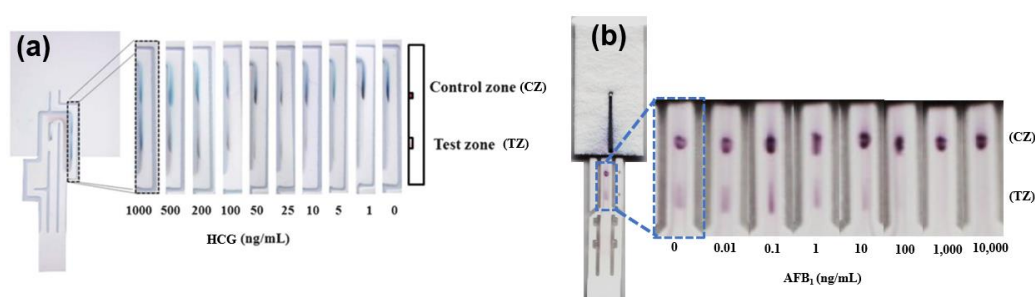 (a)
Control zone (CZ)
Test zone (TZ)
1000 500 200 100 50 25 10 5 1 0
HCG (ng/mL)
(b)
(CZ)
(TZ)
0 0.01 0.1 1 10 100 1,000 10,000
AFB₁ (ng/mL)